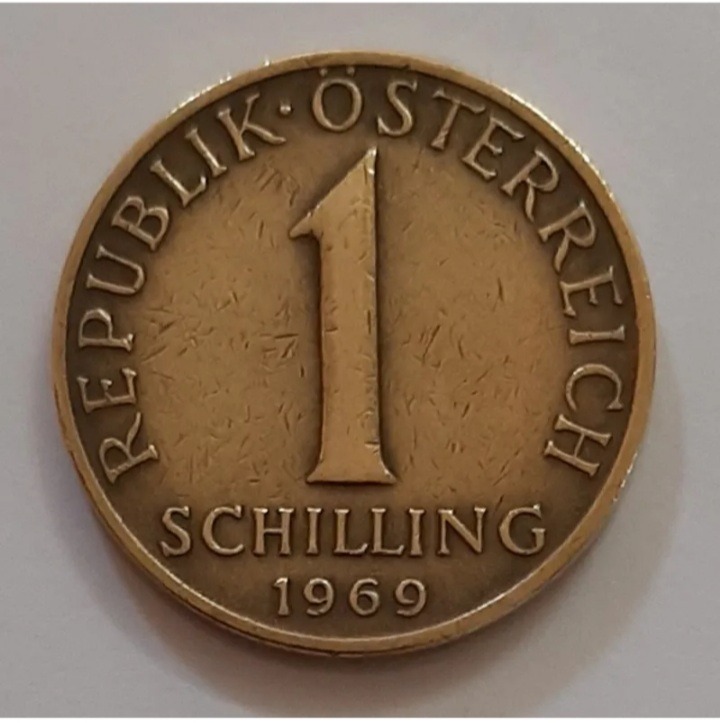 REPUBLIK·ÖSTERREICH
1
SCHILLING
1969